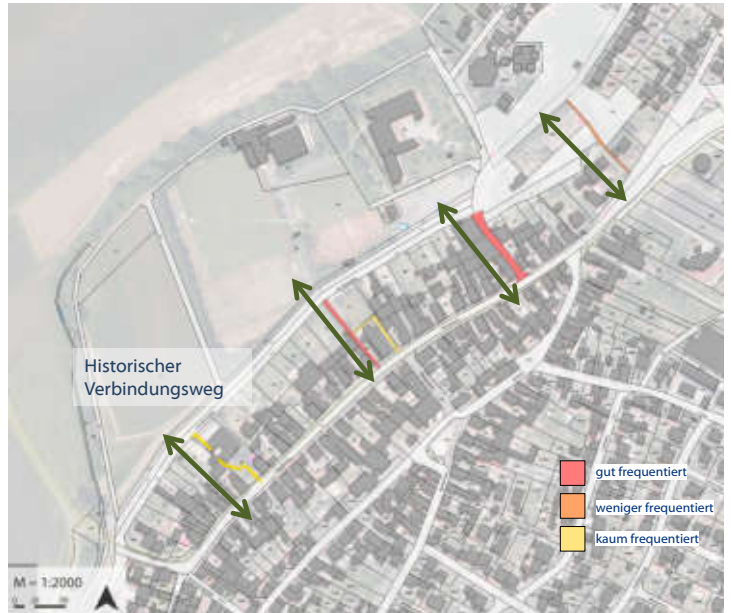 Historischer
Verbindungsweg
gut frequentiert
weniger frequentiert
kaum frequentiert
M = 1:2000